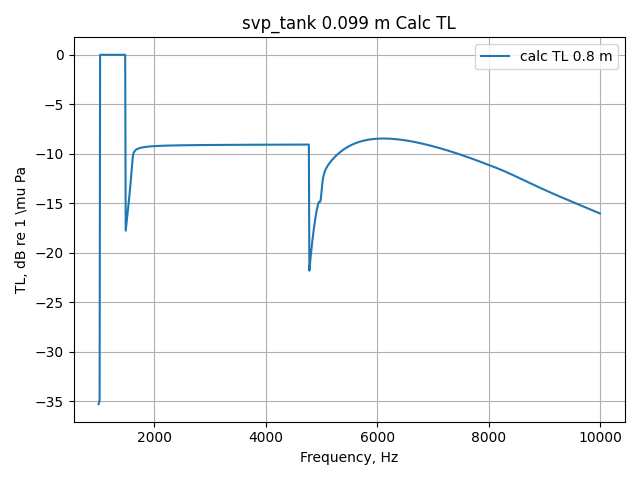 svp_tank 0.099 m Calc TL
calc TL 0.8 m
TL, dB re 1 \mu Pa
0
−5
−10
−15
−20
−25
−30
−35
2000 4000 6000 8000 10000
Frequency, Hz